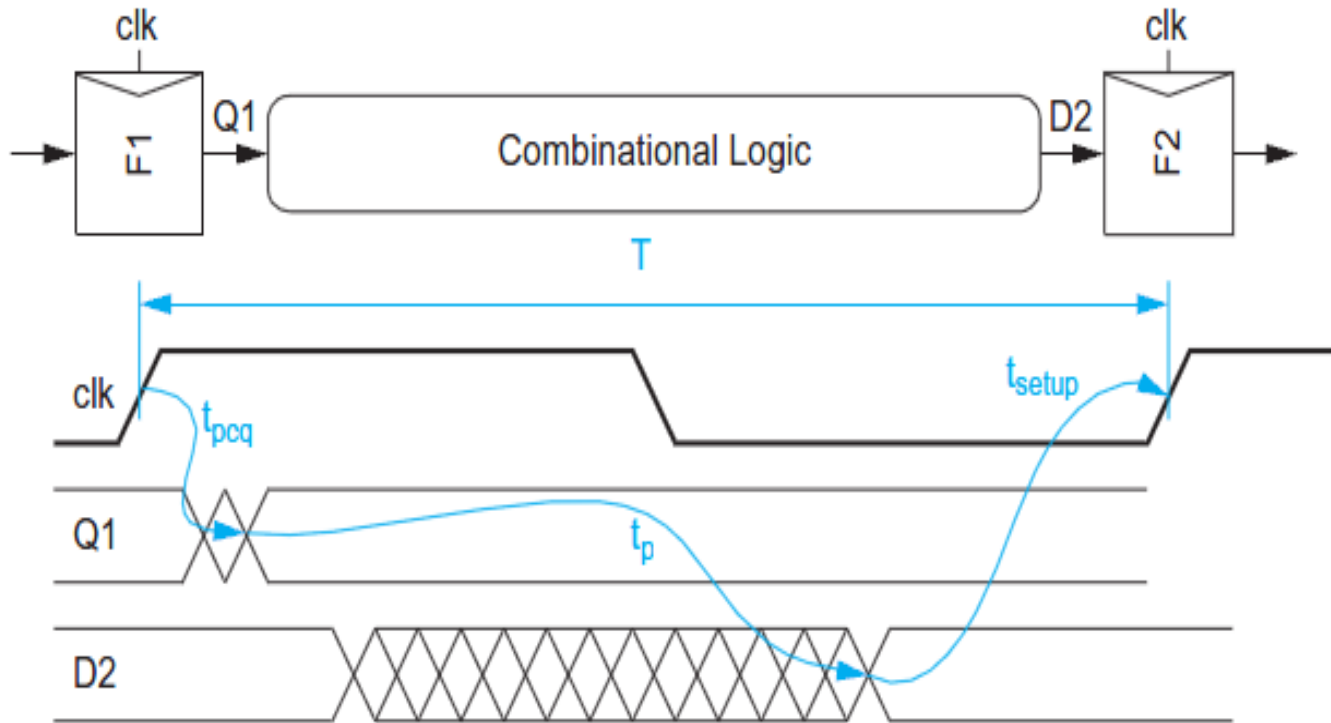 clk clk
F1 Q1 Combinational Logic D2 F2
T
clk tpcq tsetup
Q1 tp
D2